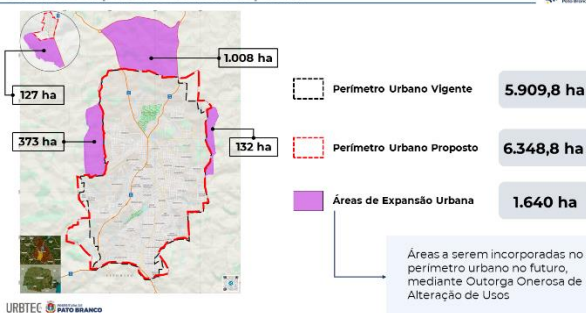 Pato Branco
1.008 ha
127 ha
373 ha
132 ha
Perímetro Urbano Vigente
5.909,8 ha
Perímetro Urbano Proposto
6.348,8 ha
Áreas de Expansão Urbana
1.640 ha
Áreas a serem incorporadas no
perímetro urbano no futuro,
mediante Outorga Onerosa de
Alteração de Usos
URBTEC
PATO BRANCO